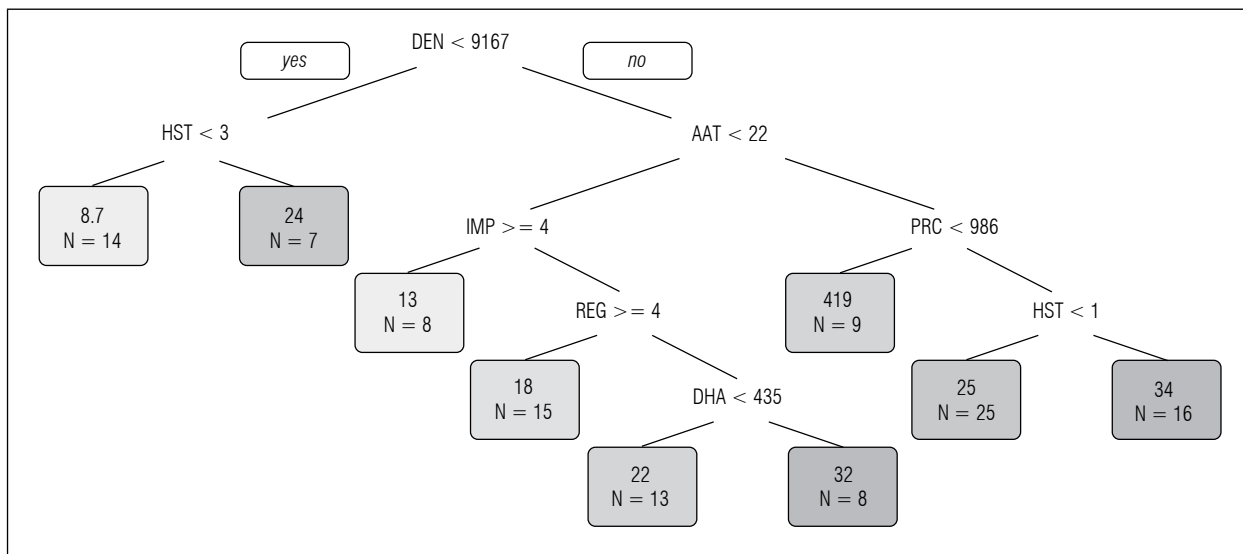 DEN < 9167
yes
no
HST < 3
AAT < 22
8.7
N = 14
24
N = 7
IMP >= 4
PRC < 986
13
N = 8
REG >= 4
419
N = 9
HST < 1
18
N = 15
DHA < 435
25
N = 25
34
N = 16
22
N = 13
32
N = 8